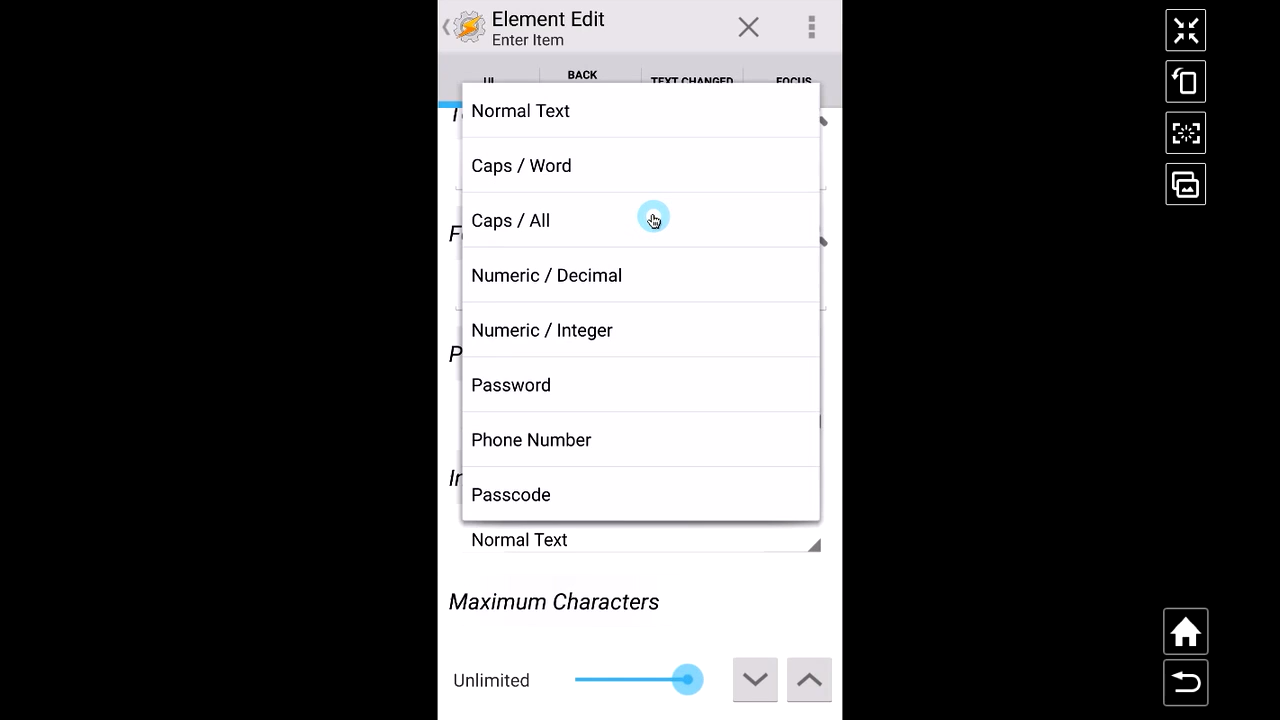 Element Edit
Enter Item
UI
BACK
TEXT CHANGED
FOCUS
Normal Text
Caps / Word
Caps / All
Numeric / Decimal
Numeric / Integer
Password
Phone Number
Passcode
Normal Text
Maximum Characters
Unlimited